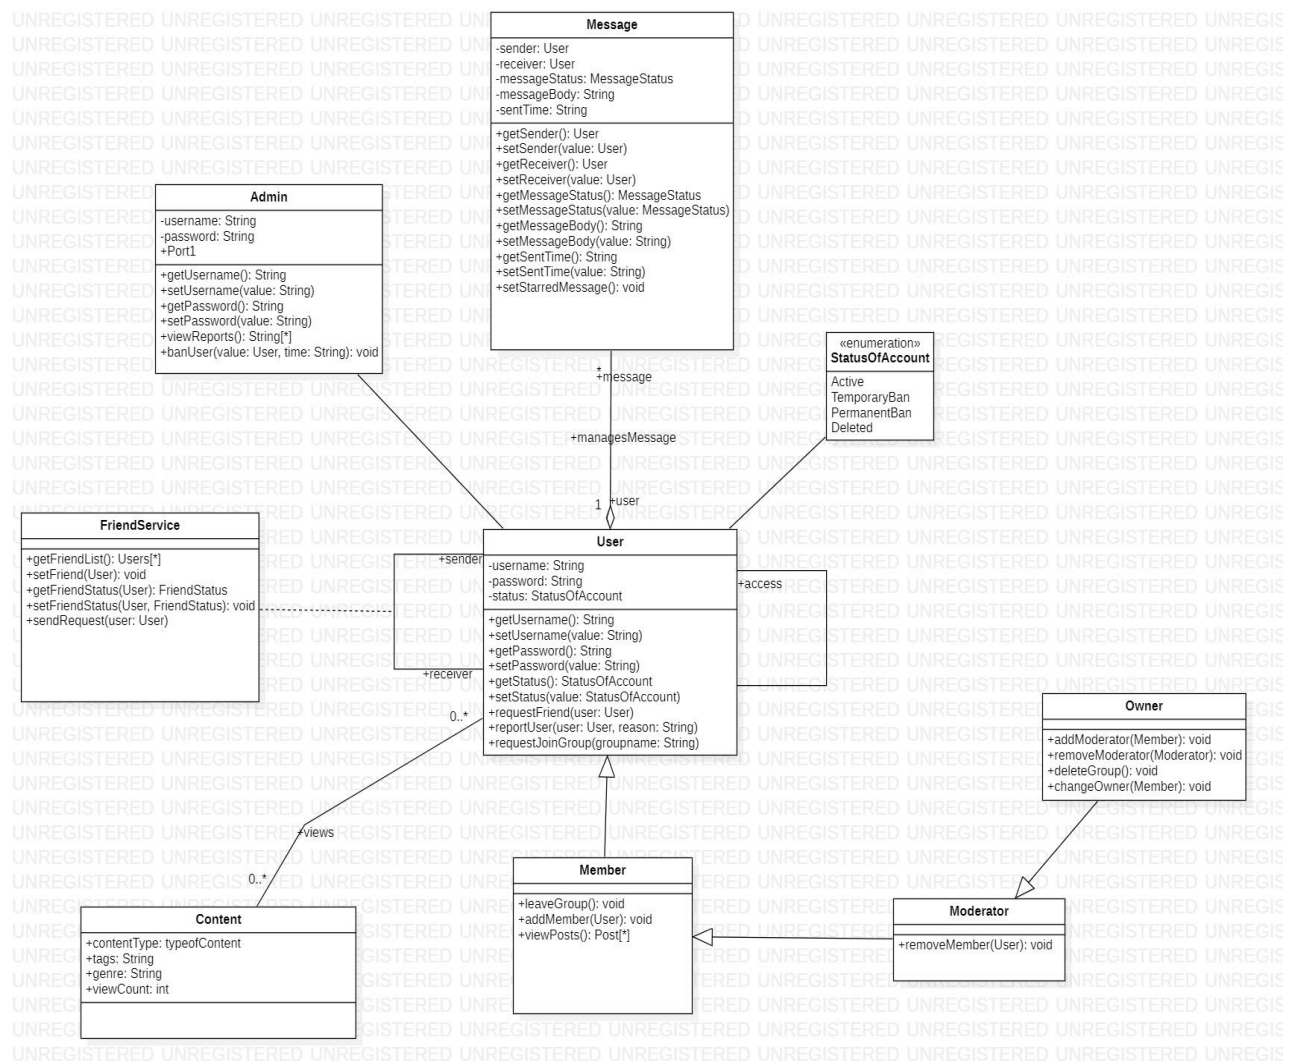 Message
-sender: User
-receiver: User
-messageStatus: MessageStatus
-messageBody: String
-sentTime: String
+getSender(): User
+setSender(value: User)
+getReceiver(): User
+setReceiver(value: User)
+getMessageStatus(): MessageStatus
+setMessageStatus(value: MessageStatus)
+getMessageBody(): String
+setMessageBody(value: String)
+getSentTime(): String
+setSentTime(value: String)
+setStarredMessage(): void
Admin
-username: String
-password: String
+Port1
+getUsername(): String
+setUsername(value: String)
+getPassword(): String
+setPassword(value: String)
+viewReports(): String[*]
+banUser(value: User, time: String): void
«enumeration»
StatusOfAccount
Active
TemporaryBan
PermanentBan
Deleted
*
+message
+managesMessage
1
+user
FriendService
+getFriendList(): Users[*]
+setFriend(User): void
+getFriendStatus(User): FriendStatus
+setFriendStatus(User, FriendStatus): void
+sendRequest(user: User)
+sender
+receiver
User
-username: String
-password: String
-status: StatusOfAccount
+getUsername(): String
+setUsername(value: String)
+getPassword(): String
+setPassword(value: String)
+getStatus(): StatusOfAccount
+setStatus(value: StatusOfAccount)
+requestFriend(user: User)
+reportUser(user: User, reason: String)
+requestJoinGroup(groupname: String)
+access
0..*
+views
0..*
Owner
+addModerator(Member): void
+removeModerator(Moderator): void
+deleteGroup(): void
+changeOwner(Member): void
Member
+leaveGroup(): void
+addMember(User): void
+viewPosts(): Post[*]
Moderator
+removeMember(User): void
Content
+contentType: typeofContent
+tags: String
+genre: String
+viewCount: int
UNREGISTERED